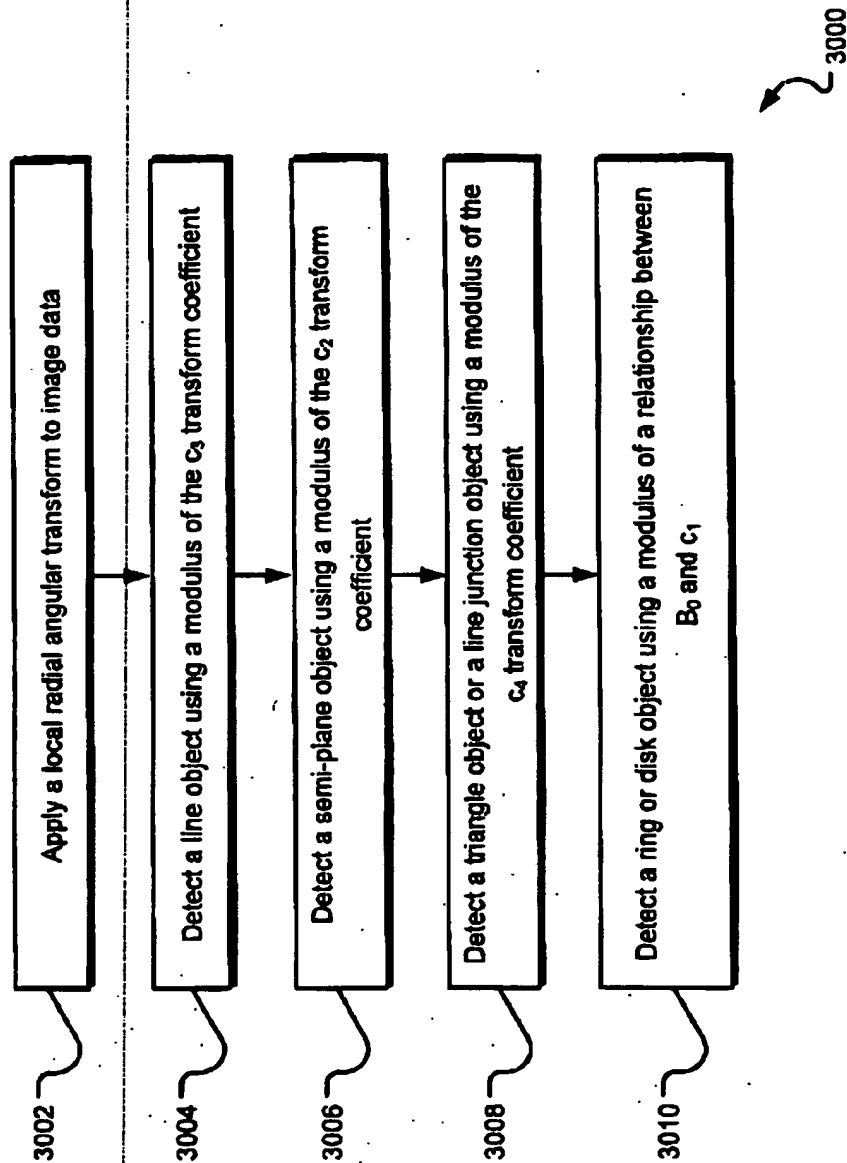 3002
Apply a local radial angular transform to image data
3004
Detect a line object using a modulus of the c₃ transform coefficient
3006
Detect a semi-plane object using a modulus of the c₂ transform
coefficient
3008
Detect a triangle object or a line junction object using a modulus of the
c₄ transform coefficient
3010
Detect a ring or disk object using a modulus of a relationship between
B₀ and c₁
3000